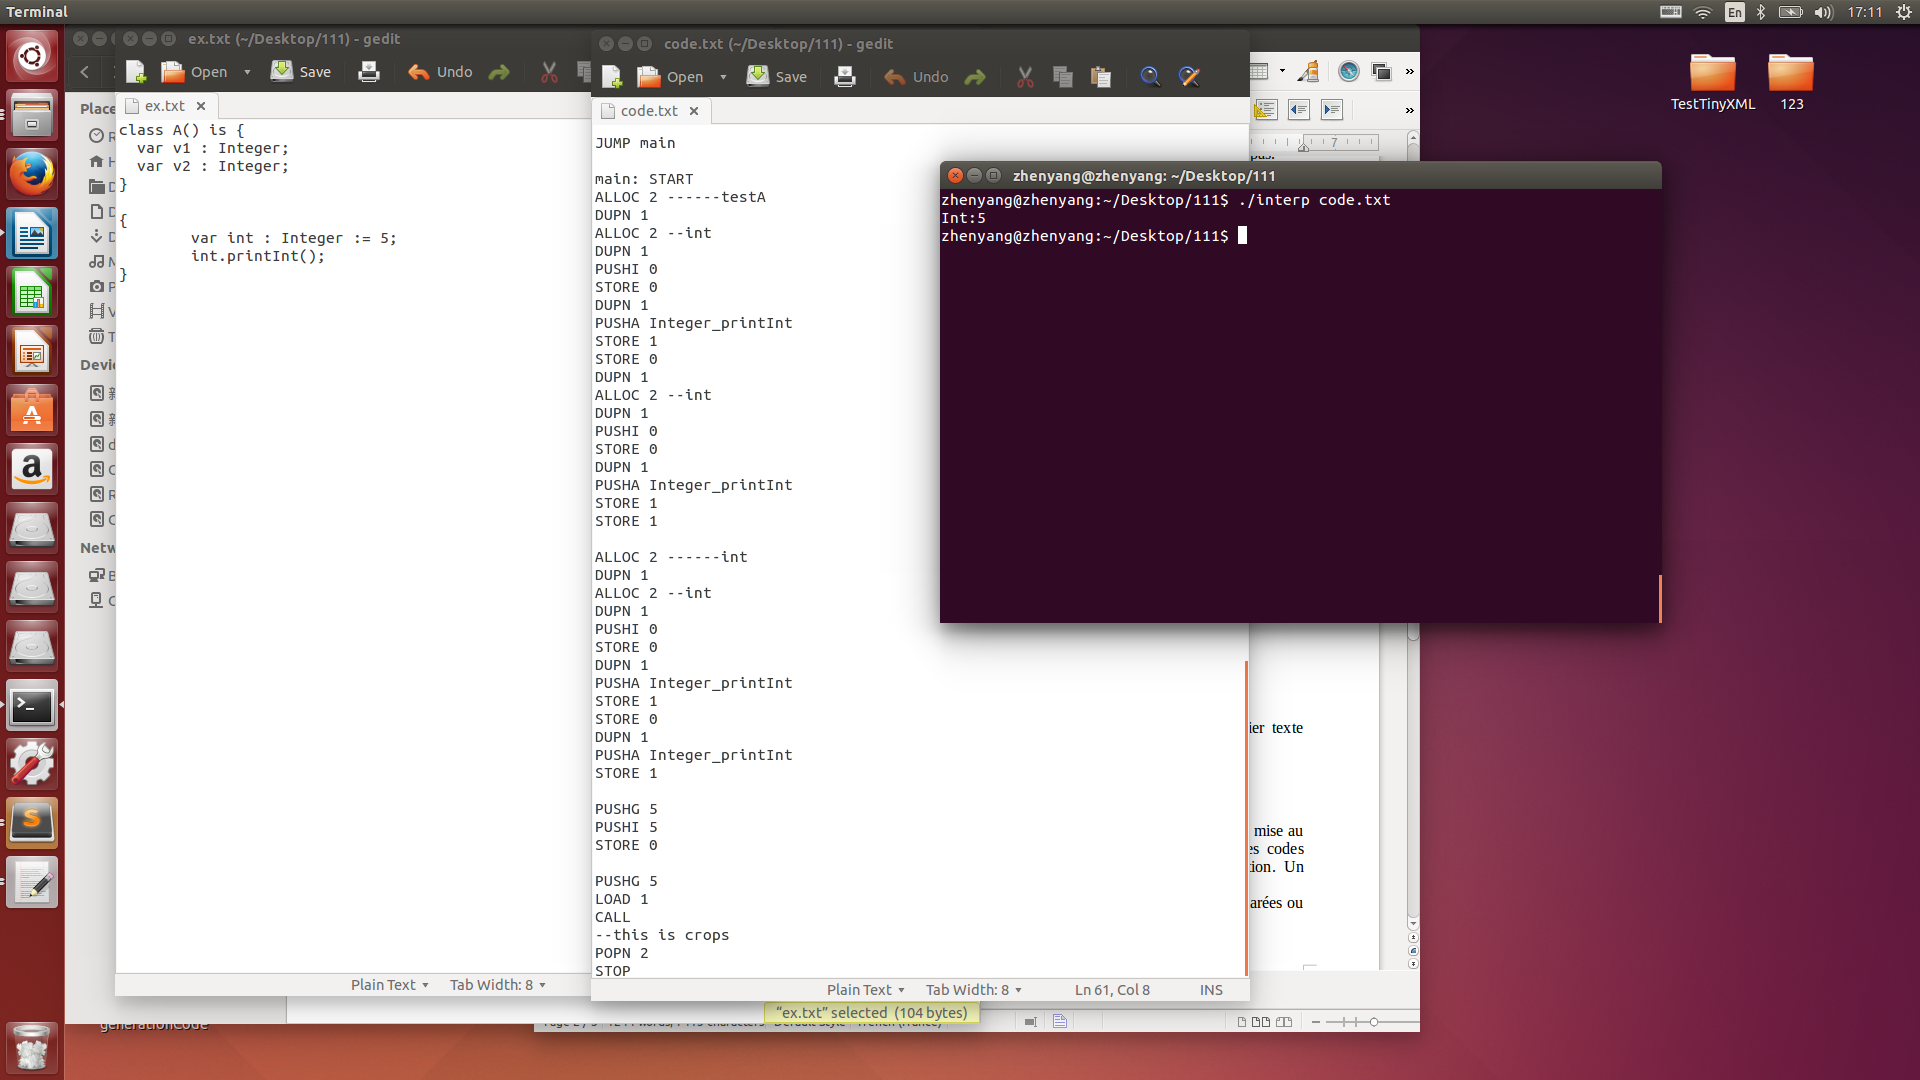 Terminal
En
17:11
ex.txt (~/Desktop/111) - gedit
Open
Save
Undo
ex.txt
class A() is {
  var v1 : Integer;
  var v2 : Integer;
}
{
        var int : Integer := 5;
        int.printInt();
}
Plain Text
Tab Width: 8
code.txt (~/Desktop/111) - gedit
Open
Save
Undo
code.txt
JUMP main
main: START
ALLOC 2 ------testA
DUPN 1
ALLOC 2 --int
DUPN 1
PUSHI 0
STORE 0
DUPN 1
PUSHA Integer_printInt
STORE 1
STORE 0
DUPN 1
ALLOC 2 --int
DUPN 1
PUSHI 0
STORE 0
DUPN 1
PUSHA Integer_printInt
STORE 1
STORE 1
ALLOC 2 ------int
DUPN 1
ALLOC 2 --int
DUPN 1
PUSHI 0
STORE 0
DUPN 1
PUSHA Integer_printInt
STORE 1
STORE 0
DUPN 1
PUSHA Integer_printInt
STORE 1
PUSHG 5
PUSHI 5
STORE 0
PUSHG 5
LOAD 1
CALL
--this is crops
POPN 2
STOP
Plain Text
Tab Width: 8
Ln 61, Col 8
INS
"ex.txt" selected (104 bytes)
zhenyang@zhenyang: ~/Desktop/111
zhenyang@zhenyang:~/Desktop/111$ ./interp code.txt
Int:5
zhenyang@zhenyang:~/Desktop/111$
TestTinyXML
123
7
texte
mise au
codes
Un
ou
Place
Devic
Netw